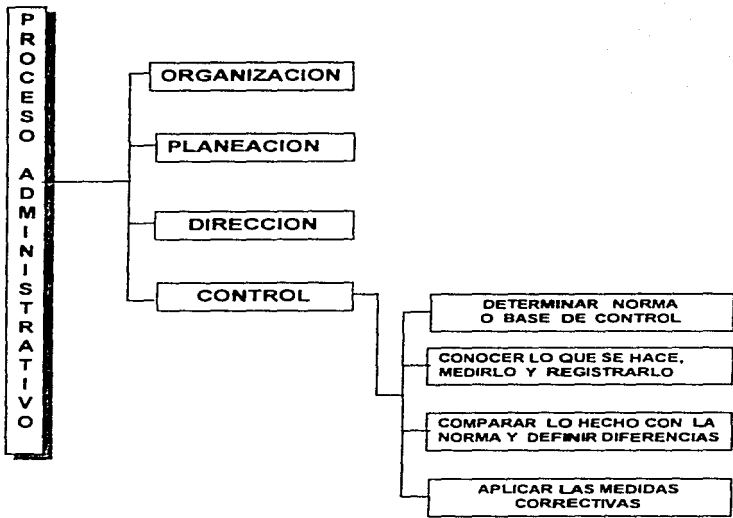 PROCESO ADMINISTRATIVO
ORGANIZACION
PLANEACION
DIRECCION
CONTROL
DETERMINAR NORMA
O BASE DE CONTROL
CONOCER LO QUE SE HACE,
MEDIRLO Y REGISTRARLO
COMPARAR LO HECHO CON LA
NORMA Y DEFINIR DIFERENCIAS
APLICAR LAS MEDIDAS
CORRECTIVAS